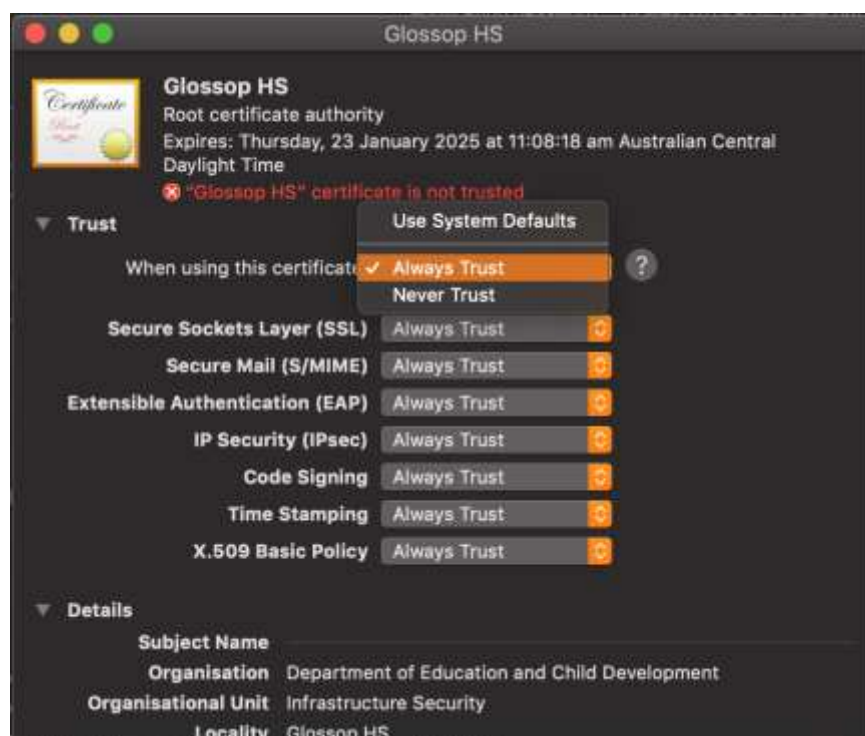 Glossop HS
Certificate
Root
Glossop HS
Root certificate authority
Expires: Thursday, 23 January 2025 at 11:08:18 am Australian Central
Daylight Time
"Glossop HS" certificate is not trusted
Trust
Use System Defaults
When using this certificate ✓ Always Trust ?
Never Trust
Secure Sockets Layer (SSL) Always Trust
Secure Mail (S/MIME) Always Trust
Extensible Authentication (EAP) Always Trust
IP Security (IPsec) Always Trust
Code Signing Always Trust
Time Stamping Always Trust
X.509 Basic Policy Always Trust
Details
Subject Name
Organisation Department of Education and Child Development
Organisational Unit Infrastructure Security
Locality Glossop HS